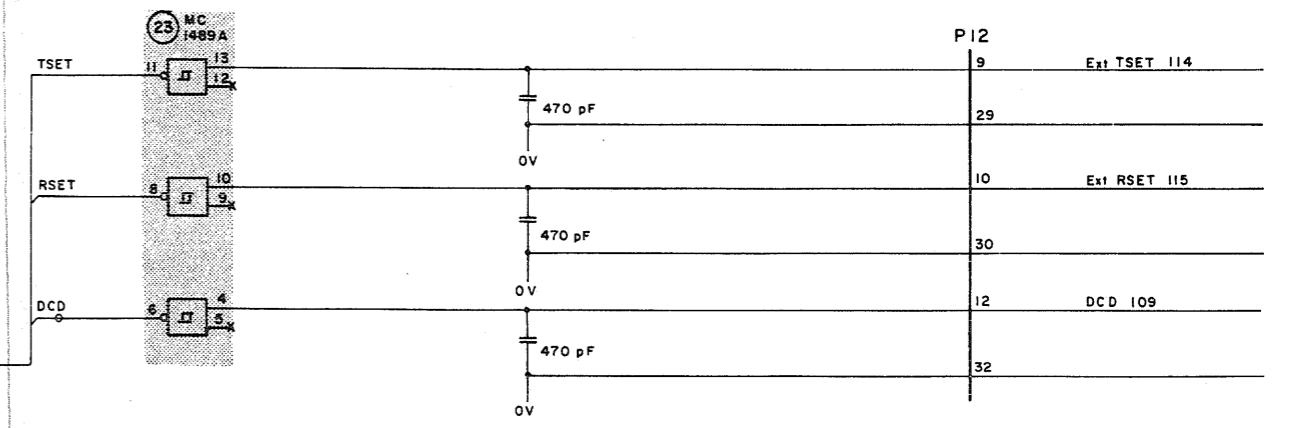 23 MC
1489A
P12
TSET 11 13 9 Ext TSET 114
12
470 pF
29
0V
RSET 8 10 10 Ext RSET 115
9
470 pF
30
0V
DCD 6 4 12 DCD 109
5
470 pF
32
0V